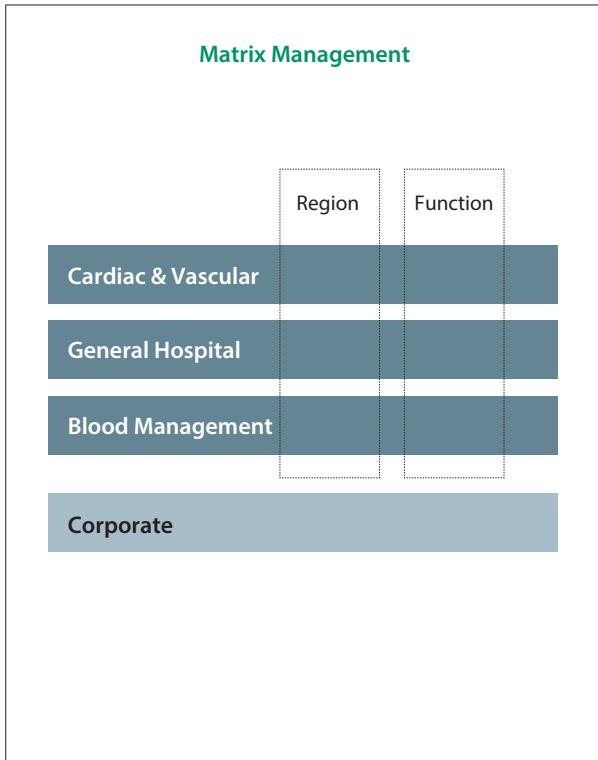 Matrix Management
Region Function
Cardiac & Vascular
General Hospital
Blood Management
Corporate